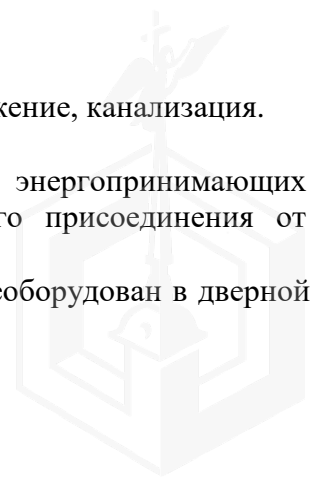 жение, канализация.
энергопринимающих
го присоединения от
еоборудован в дверной